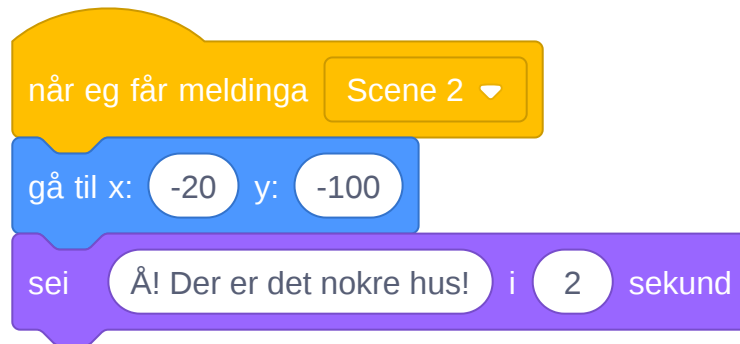 når eg får meldinga Scene 2
gå til x: -20 y: -100
sei Å! Der er det nokre hus! i 2 sekund